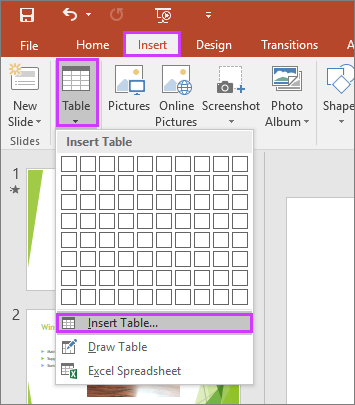 File Home Insert Design Transitions
New Slide
Table
Pictures
Online Pictures
Screenshot
Photo Album
Shape
Slides
Insert Table
1
2
Insert Table...
Draw Table
Excel Spreadsheet